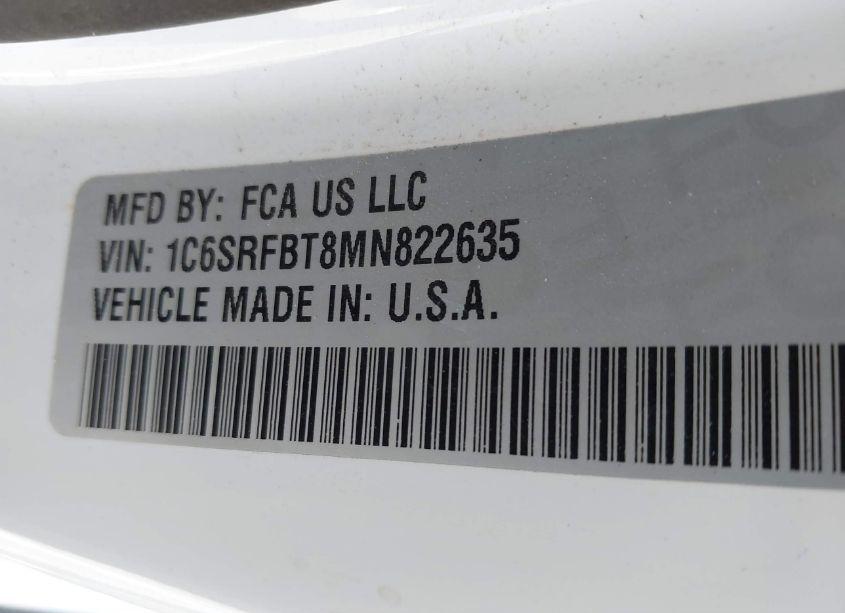 MFD BY: FCA US LLC
VIN: 1C6SRFBT8MN822635
VEHICLE MADE IN: U.S.A.